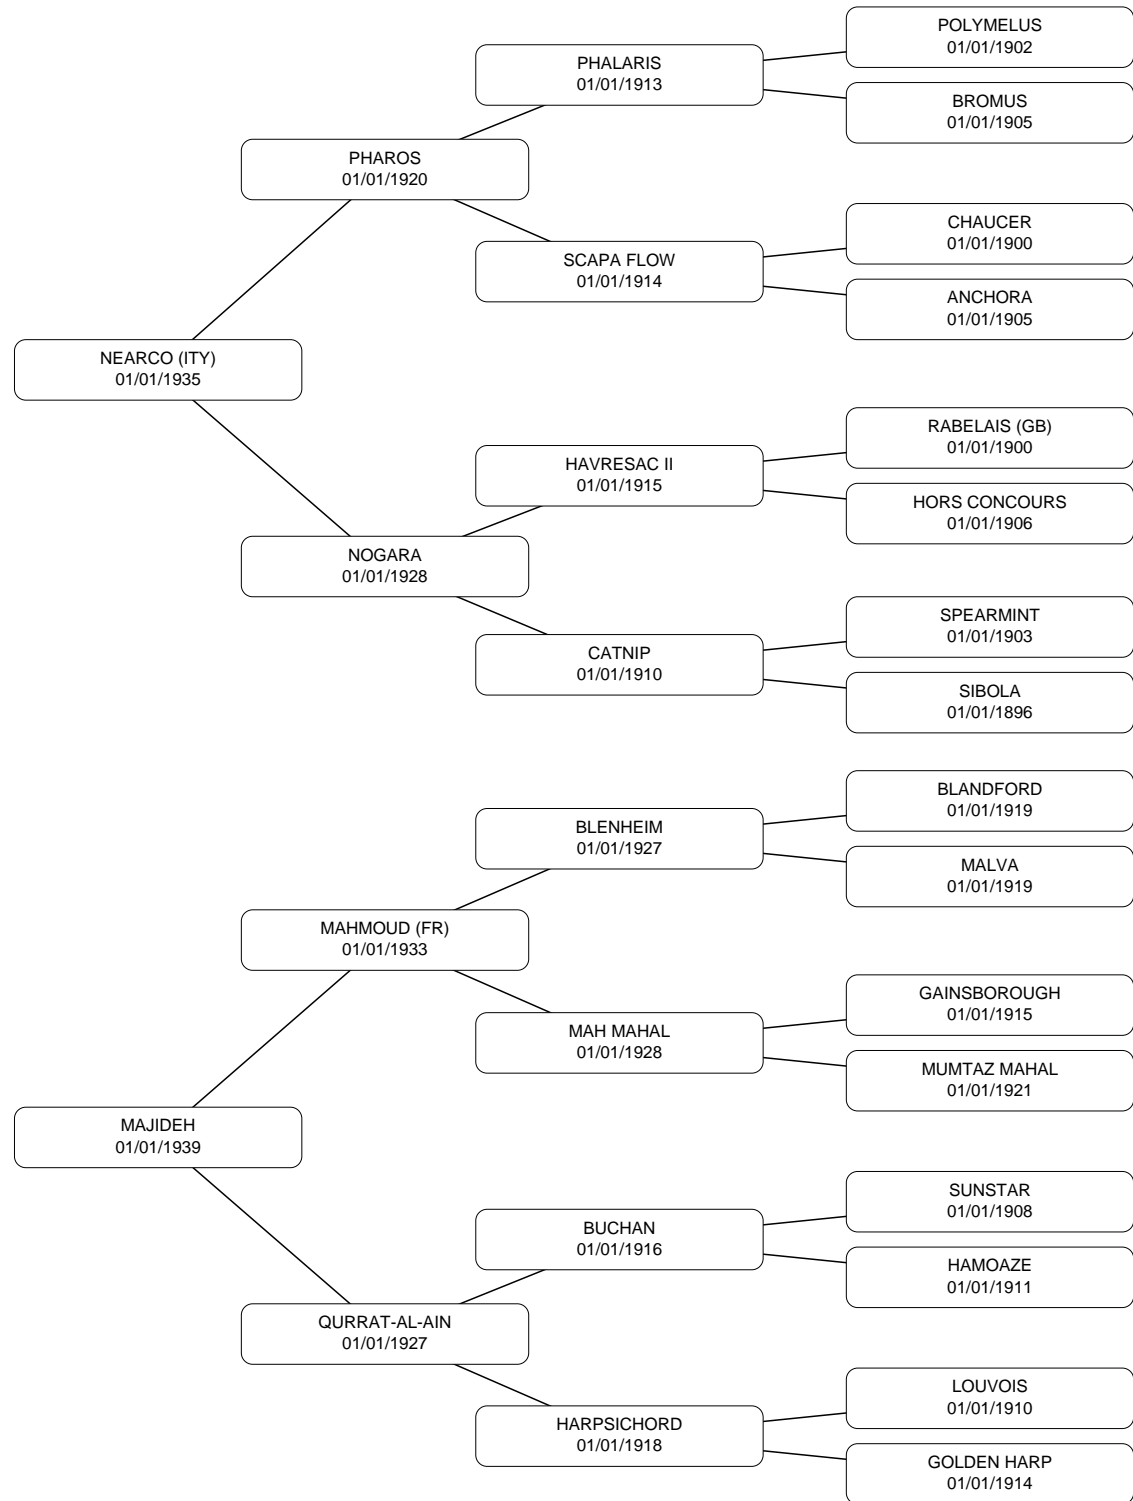 POLYMELUS
01/01/1902
PHALARIS
01/01/1913
BROMUS
01/01/1905
PHAROS
01/01/1920
CHAUCER
01/01/1900
SCAPA FLOW
01/01/1914
ANCHORA
01/01/1905
NEARCO (ITY)
01/01/1935
RABELAIS (GB)
01/01/1900
HAVRESAC II
01/01/1915
HORS CONCOURS
01/01/1906
NOGARA
01/01/1928
SPEARMINT
01/01/1903
CATNIP
01/01/1910
SIBOLA
01/01/1896
BLANDFORD
01/01/1919
BLENHEIM
01/01/1927
MALVA
01/01/1919
MAHMOUD (FR)
01/01/1933
GAINSBOROUGH
01/01/1915
MAH MAHAL
01/01/1928
MUMTAZ MAHAL
01/01/1921
MAJIDEH
01/01/1939
SUNSTAR
01/01/1908
BUCHAN
01/01/1916
HAMOAZE
01/01/1911
QURRAT-AL-AIN
01/01/1927
LOUVOIS
01/01/1910
HARPSICHORD
01/01/1918
GOLDEN HARP
01/01/1914